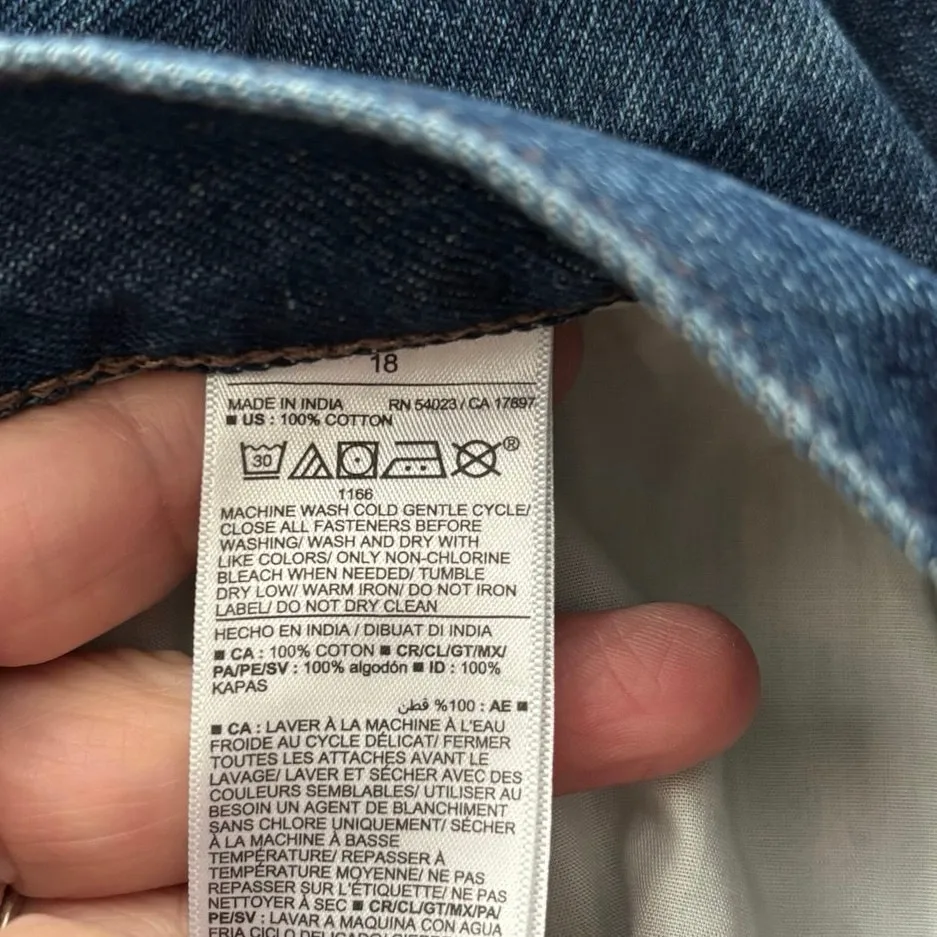 18
MADE IN INDIA RN 54023 / CA 17897
■ US : 100% COTTON
30 ®
1166
MACHINE WASH COLD GENTLE CYCLE/
CLOSE ALL FASTENERS BEFORE
WASHING/ WASH AND DRY WITH
LIKE COLORS/ ONLY NON-CHLORINE
BLEACH WHEN NEEDED/ TUMBLE
DRY LOW/ WARM IRON/ DO NOT IRON
LABEL/ DO NOT DRY CLEAN
HECHO EN INDIA / DIBUAT DI INDIA
■ CA : 100% COTON ■ CR/CL/GT/MX/
PA/PE/SV : 100% algodón ■ ID : 100%
KAPAS
■ AE : 100% قطن
■ CA : LAVER À LA MACHINE À L'EAU
FROIDE AU CYCLE DÉLICAT/ FERMER
TOUTES LES ATTACHES AVANT LE
LAVAGE/ LAVER ET SÉCHER AVEC DES
COULEURS SEMBLABLES/ UTILISER AU
BESOIN UN AGENT DE BLANCHIMENT
SANS CHLORE UNIQUEMENT/ SÉCHER
À LA MACHINE À BASSE
TEMPÉRATURE/ REPASSER À
TEMPÉRATURE MOYENNE/ NE PAS
REPASSER SUR L'ÉTIQUETTE/ NE PAS
NETTOYER À SEC ■ CR/CL/GT/MX/PA/
PE/SV : LAVAR A MAQUINA CON AGUA
FRIA CICLO DELICADO/